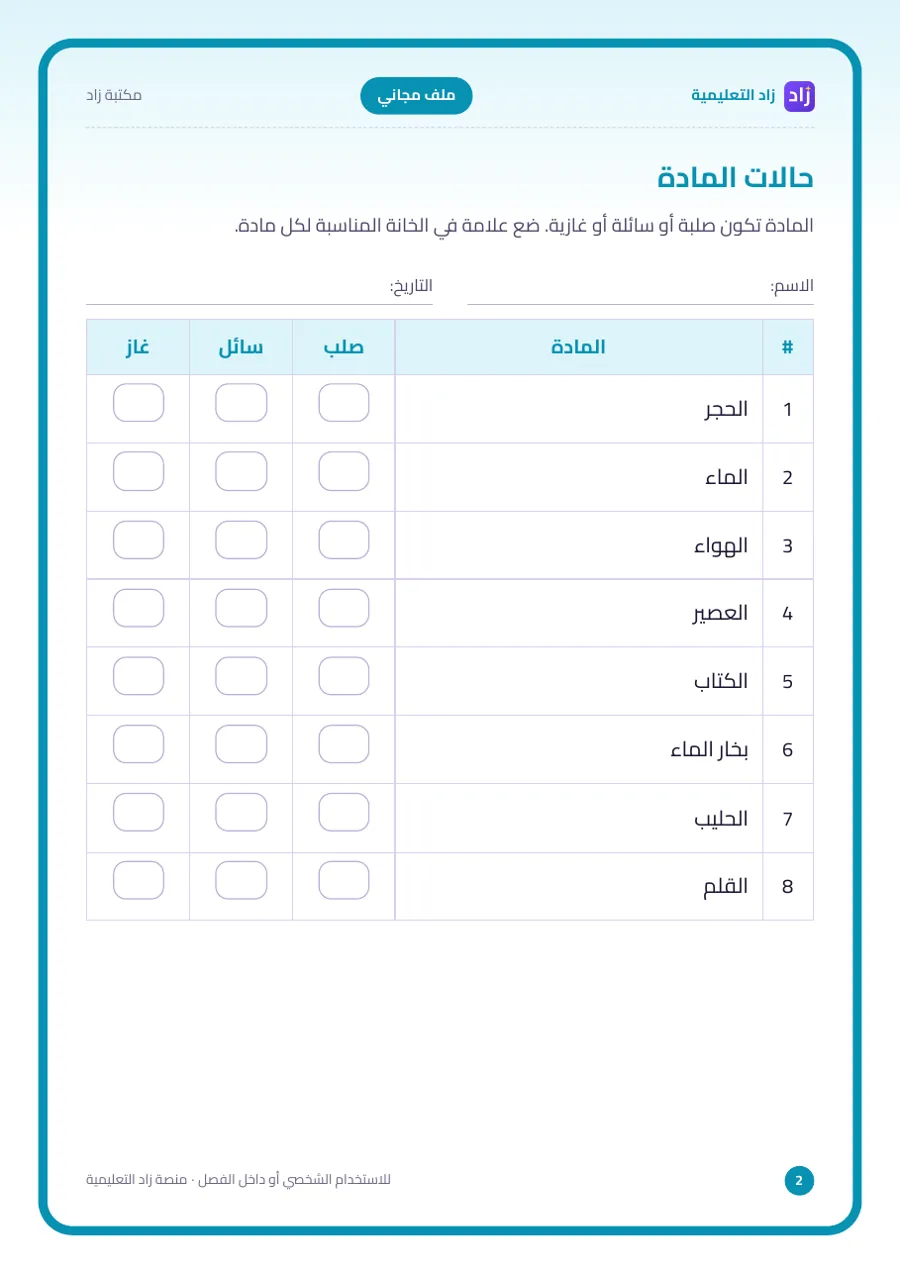 زاد زاد التعليمية ملف مجاني مكتبة زاد
حالات المادة
المادة تكون صلبة أو سائلة أو غازية. ضع علامة في الخانة المناسبة لكل مادة.
الاسم: التاريخ:
# المادة صلب سائل غاز
1 الحجر
2 الماء
3 الهواء
4 العصير
5 الكتاب
6 بخار الماء
7 الحليب
8 القلم
2 للاستخدام الشخصي أو داخل الفصل · منصة زاد التعليمية